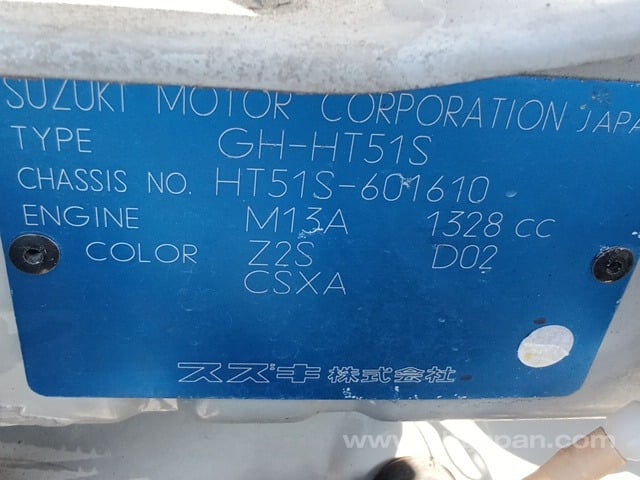 SUZUKI MOTOR CORPORATION JAPA
TYPE GH-HT51S
CHASSIS NO. HT51S-601610
ENGINE M13A 1328 CC
COLOR Z2S D02
CSXA
スズキ株式会社